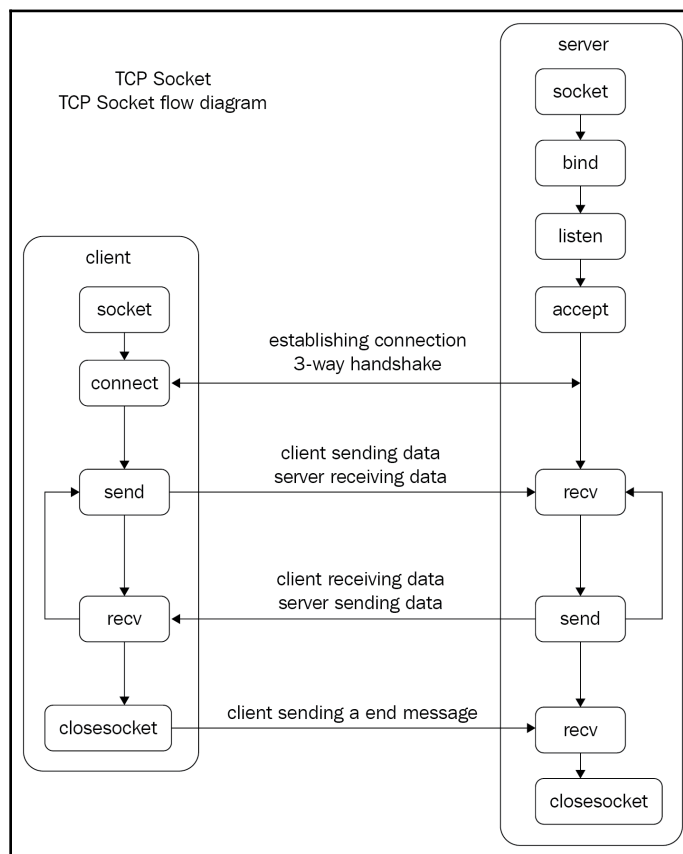 TCP Socket
TCP Socket flow diagram
server
socket
bind
listen
accept
client
socket
connect
establishing connection
3-way handshake
client sending data
server receiving data
send
recv
client receiving data
server sending data
recv
send
closesocket
client sending a end message
recv
closesocket